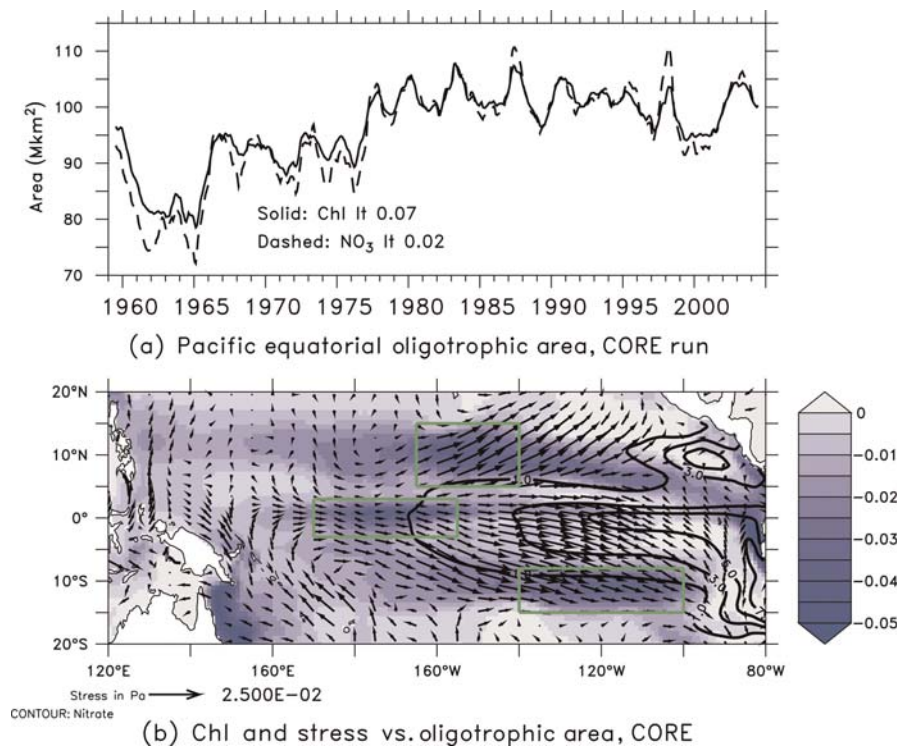 110
100
90
80
70
Area (Mkm²)
Solid: Chl lt 0.07
Dashed: NO₃ lt 0.02
1960 1965 1970 1975 1980 1985 1990 1995 2000
(a) Pacific equatorial oligotrophic area, CORE run
20°N
10°N
0°
10°S
20°S
3.0
3.0
0
-0.01
-0.02
-0.03
-0.04
-0.05
120°E 160°E 160°W 120°W 80°W
Stress in Pa 2.500E-02
CONTOUR: Nitrate
(b) Chl and stress vs. oligotrophic area, CORE